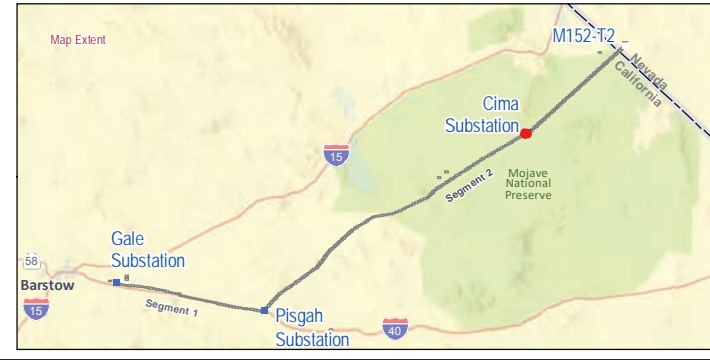 Map Extent
M152-T2
Nevada
California
Cima
Substation
15
Mojave
National
Preserve
Segment 2
Gale
Substation
58
Barstow
Segment 1
15
Pisgah
Substation
40